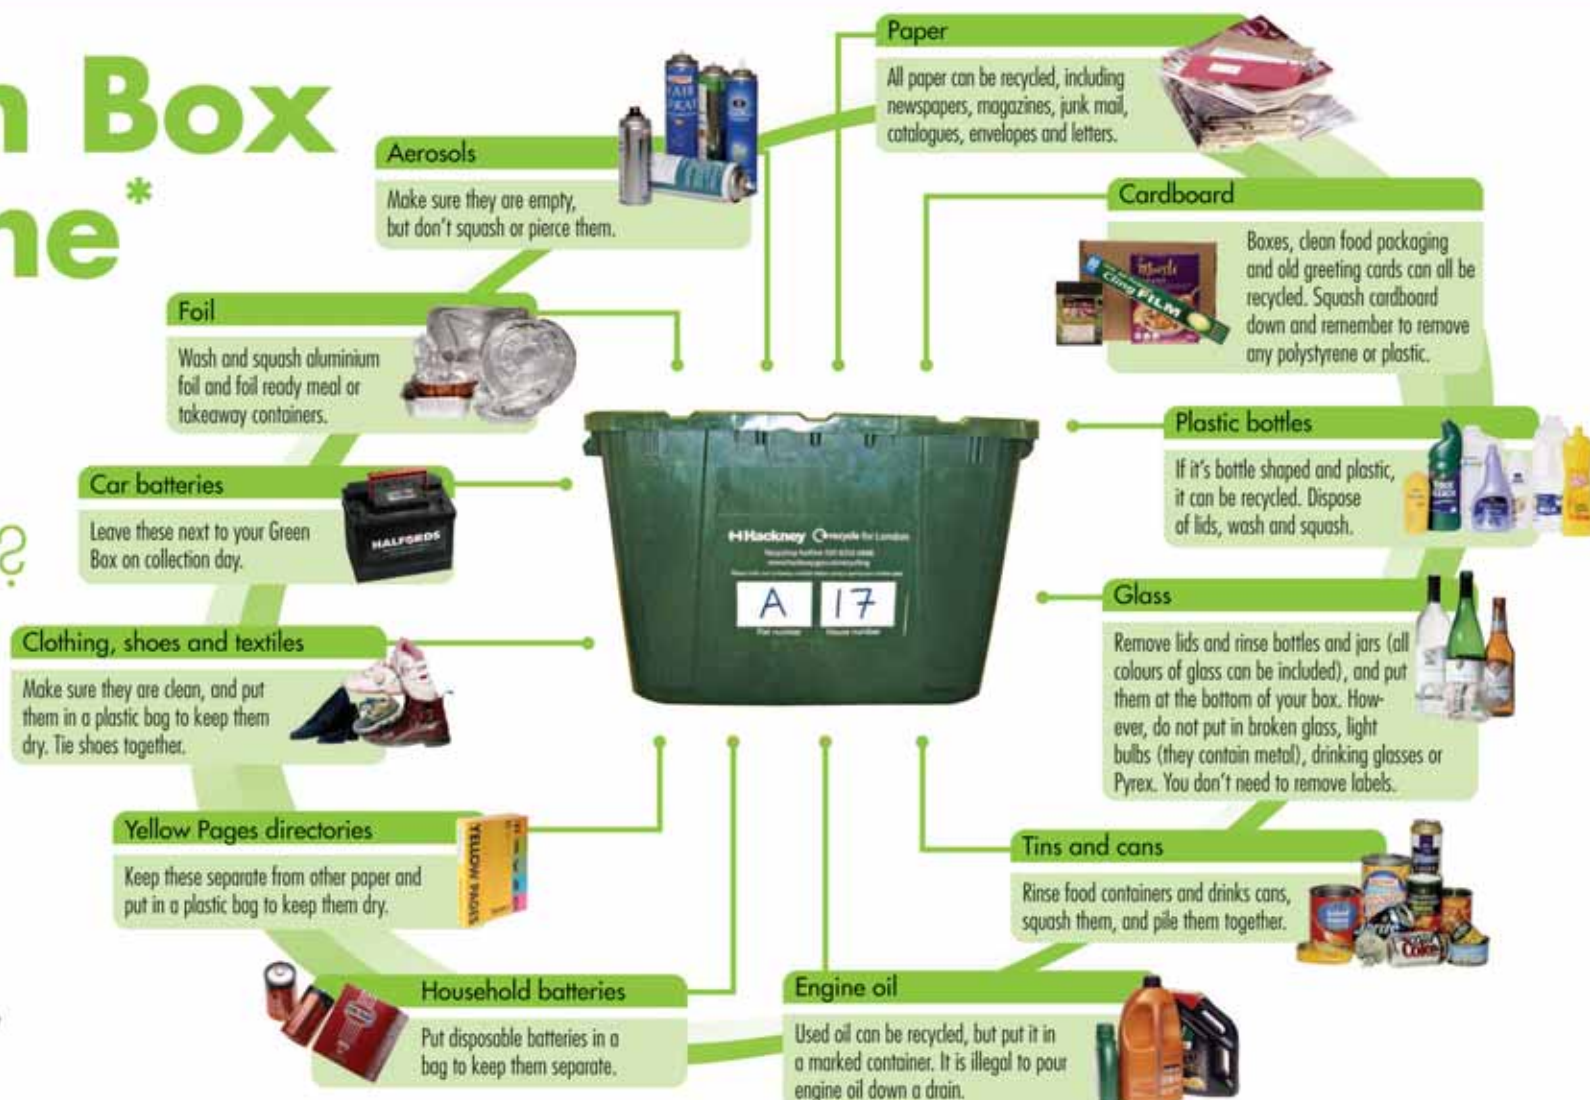 n Box
ne*
?
Paper
All paper can be recycled, including
newspapers, magazines, junk mail,
catalogues, envelopes and letters.
Aerosols
Make sure they are empty,
but don't squash or pierce them.
Cardboard
Boxes, clean food packaging
and old greeting cards can all be
recycled. Squash cardboard
down and remember to remove
any polystyrene or plastic.
Cling FILM
Foil
Wash and squash aluminium
foil and foil ready meal or
takeaway containers.
Plastic bottles
If it's bottle shaped and plastic,
it can be recycled. Dispose
of lids, wash and squash.
Car batteries
Leave these next to your Green
Box on collection day.
HALFORDS
Hackney recycle for London
A 17
Flat number House number
Glass
Remove lids and rinse bottles and jars (all
colours of glass can be included), and put
them at the bottom of your box. How-
ever, do not put in broken glass, light
bulbs (they contain metal), drinking glasses or
Pyrex. You don't need to remove labels.
Clothing, shoes and textiles
Make sure they are clean, and put
them in a plastic bag to keep them
dry. Tie shoes together.
Yellow Pages directories
Keep these separate from other paper and
put in a plastic bag to keep them dry.
YELLOW PAGES
Tins and cans
Rinse food containers and drinks cans,
squash them, and pile them together.
Coke
Household batteries
Put disposable batteries in a
bag to keep them separate.
Engine oil
Used oil can be recycled, but put it in
a marked container. It is illegal to pour
engine oil down a drain.